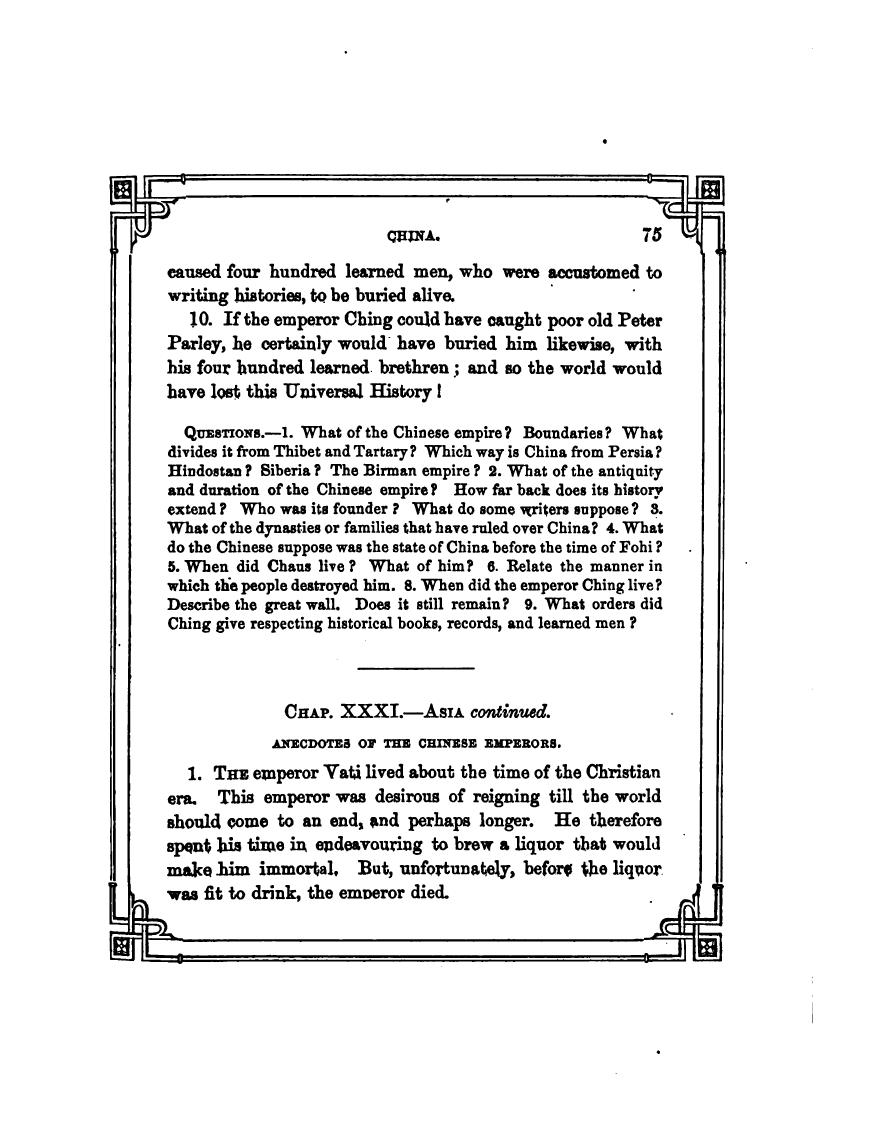 CHINA. 75
caused four hundred learned men, who were accustomed to
writing histories, to be buried alive.
10. If the emperor Ching could have caught poor old Peter
Parley, he certainly would have buried him likewise, with
his four hundred learned brethren; and so the world would
have lost this Universal History!
QUESTIONS.—1. What of the Chinese empire? Boundaries? What
divides it from Thibet and Tartary? Which way is China from Persia?
Hindostan? Siberia? The Birman empire? 2. What of the antiquity
and duration of the Chinese empire? How far back does its history
extend? Who was its founder? What do some writers suppose? 3.
What of the dynasties or families that have ruled over China? 4. What
do the Chinese suppose was the state of China before the time of Fohi?
5. When did Chaus live? What of him? 6. Relate the manner in
which the people destroyed him. 8. When did the emperor Ching live?
Describe the great wall. Does it still remain? 9. What orders did
Ching give respecting historical books, records, and learned men?
CHAP. XXXI.—ASIA continued.
ANECDOTES OF THE CHINESE EMPERORS.
1. THE emperor Vati lived about the time of the Christian
era. This emperor was desirous of reigning till the world
should come to an end, and perhaps longer. He therefore
spent his time in endeavouring to brew a liquor that would
make him immortal. But, unfortunately, before the liquor
was fit to drink, the emperor died.